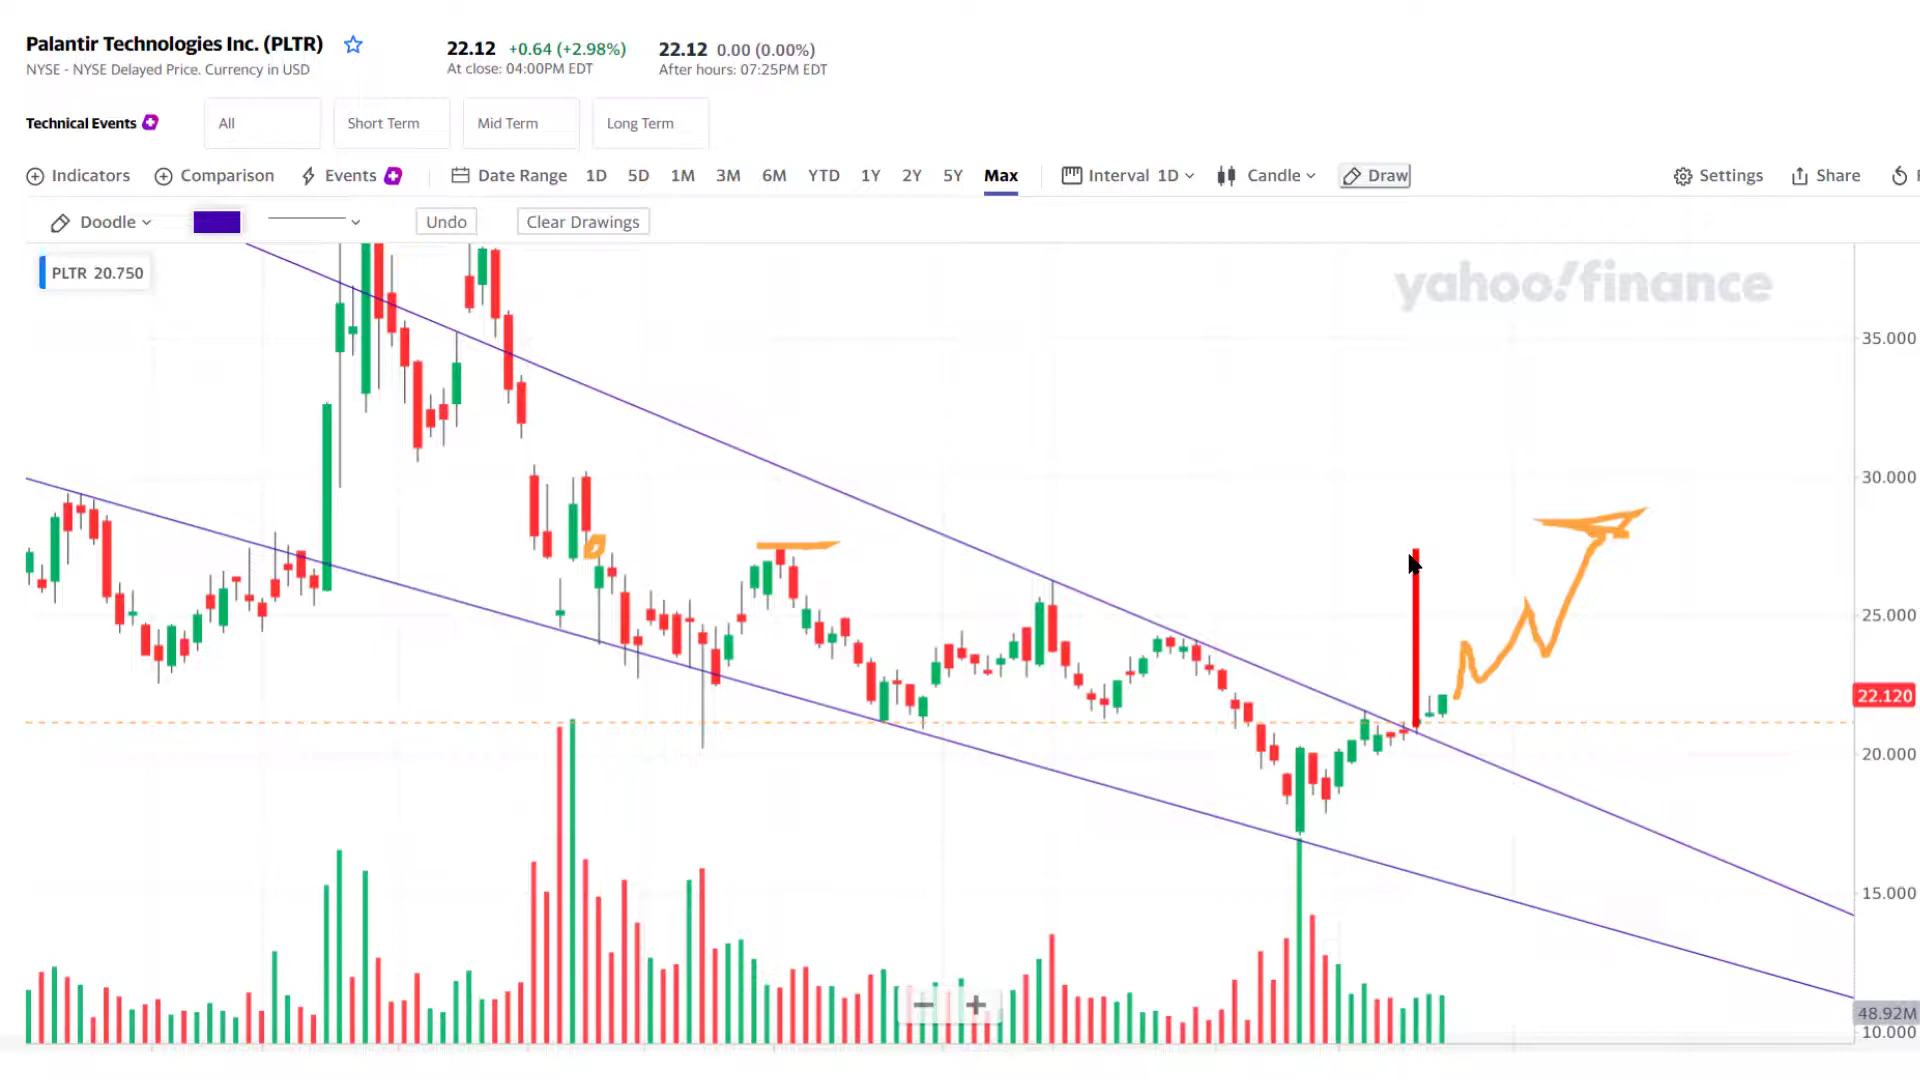 Palantir Technologies Inc. (PLTR)
22.12 +0.64 (+2.98%)
22.12 0.00 (0.00%)
NYSE - NYSE Delayed Price. Currency in USD
At close: 04:00PM EDT
After hours: 07:25PM EDT
Technical Events
All
Short Term
Mid Term
Long Term
Indicators
Comparison
Events
Date Range
1D
5D
1M
3M
6M
YTD
1Y
2Y
5Y
Max
Interval 1D
Candle
Draw
Settings
Share
Doodle
Undo
Clear Drawings
PLTR 20.750
yahoo!finance
35.000
30.000
25.000
22.120
20.000
15.000
48.92M
10.000